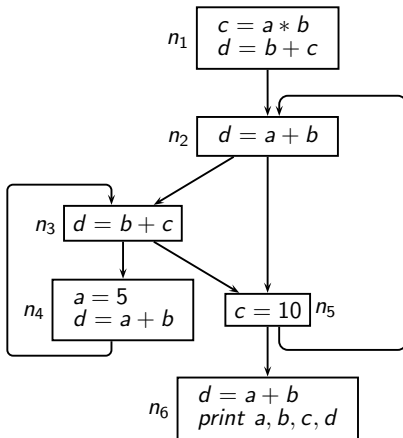 n1
c = a * b
d = b + c
n2
d = a + b
n3
d = b + c
n4
a = 5
d = a + b
c = 10
n5
n6
d = a + b
print a, b, c, d